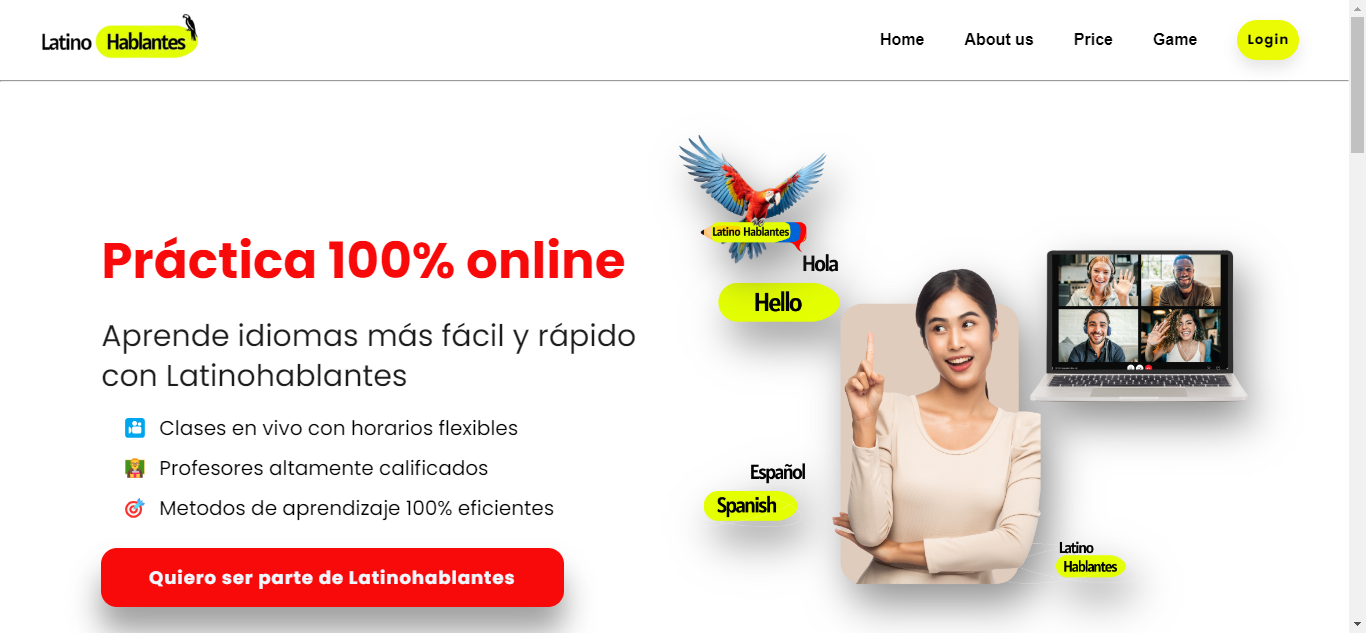 Latino Hablantes
Home
About us
Price
Game
Login
Práctica 100% online
Aprende idiomas más fácil y rápido
con Latinohablantes
Clases en vivo con horarios flexibles
Profesores altamente calificados
Metodos de aprendizaje 100% eficientes
Quiero ser parte de Latinohablantes
Latino Hablantes
Hola
Hello
Español
Spanish
Latino
Hablantes